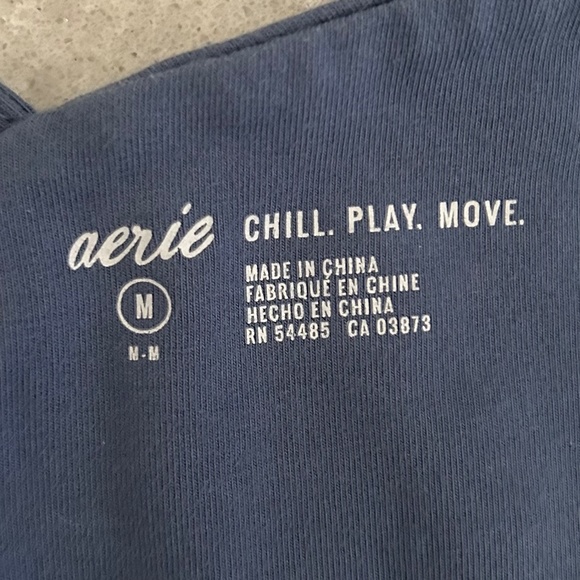 aerie CHILL. PLAY. MOVE.
M
M-M
MADE IN CHINA
FABRIQUÉ EN CHINE
HECHO EN CHINA
RN 54485 CA 03873